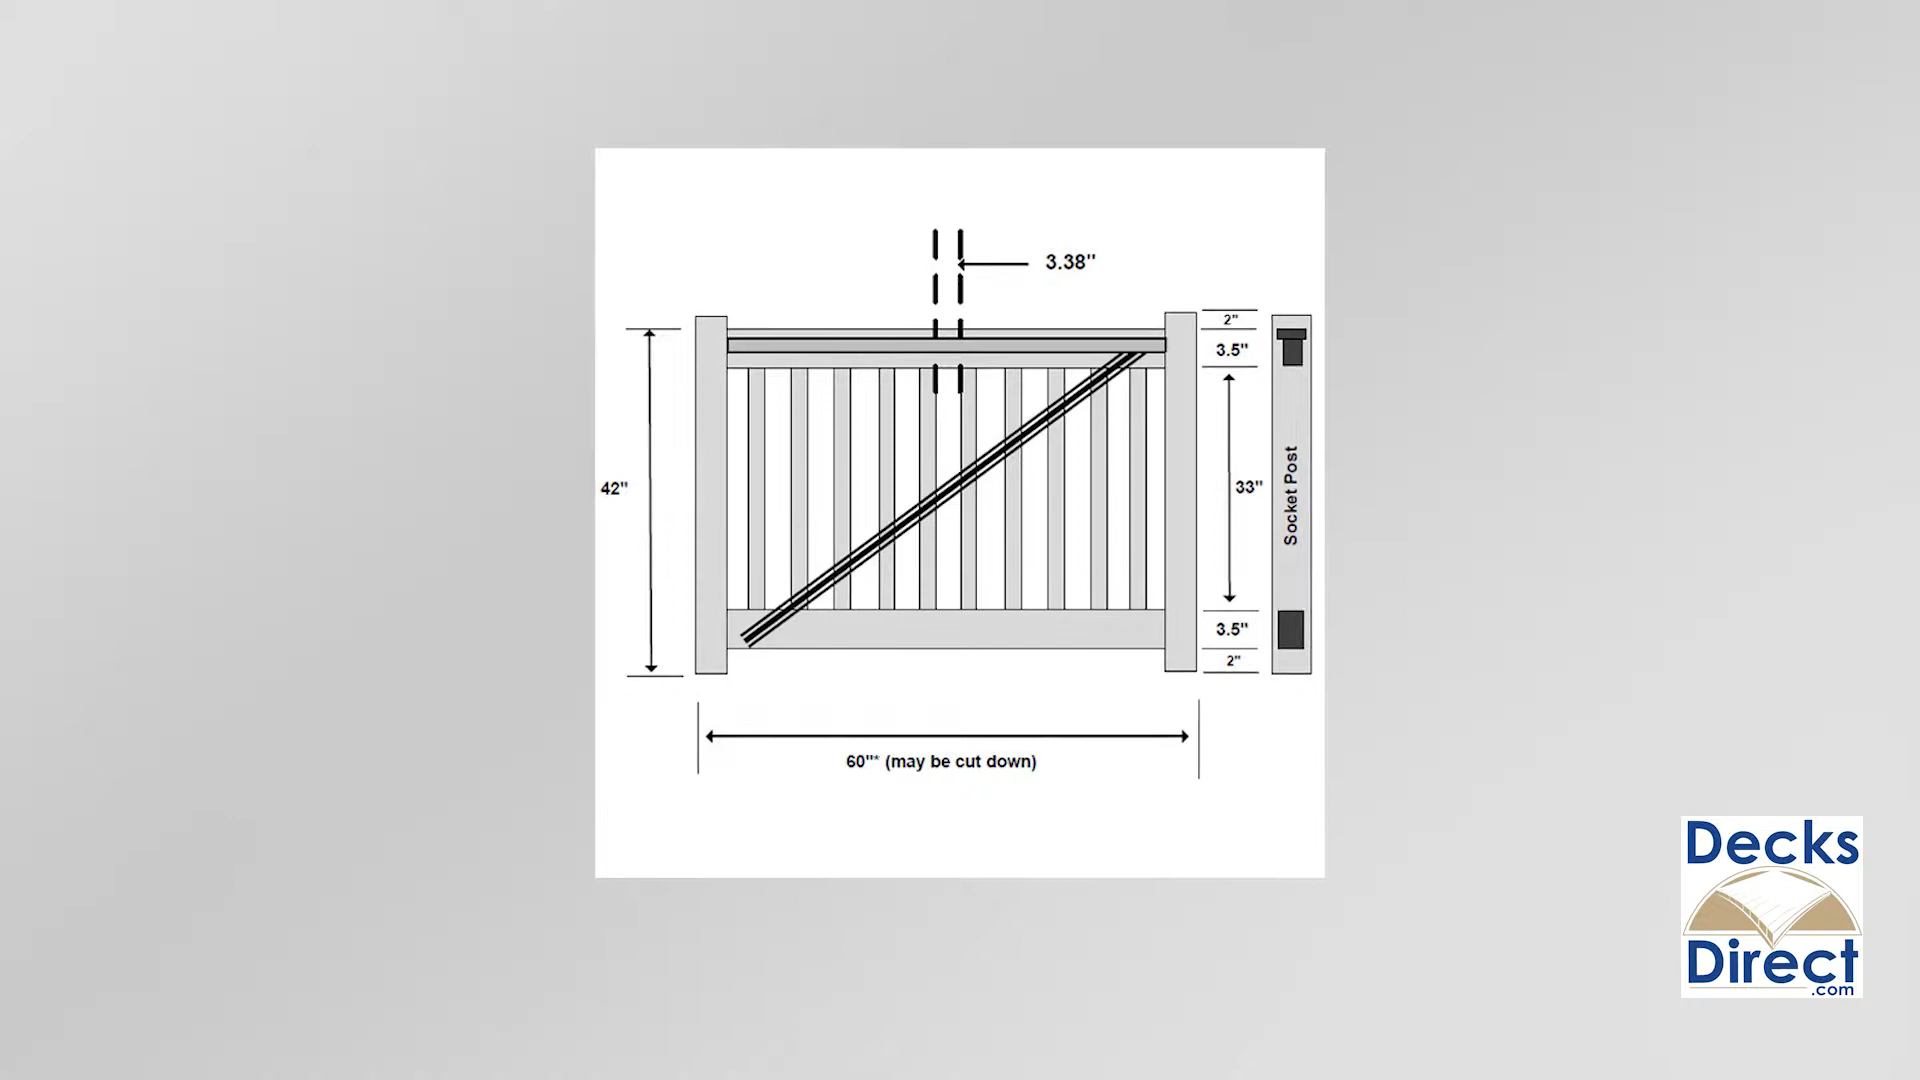 3.38"
2"
3.5"
42"
33"
Socket Post
3.5"
2"
60"* (may be cut down)
Decks
Direct
.com